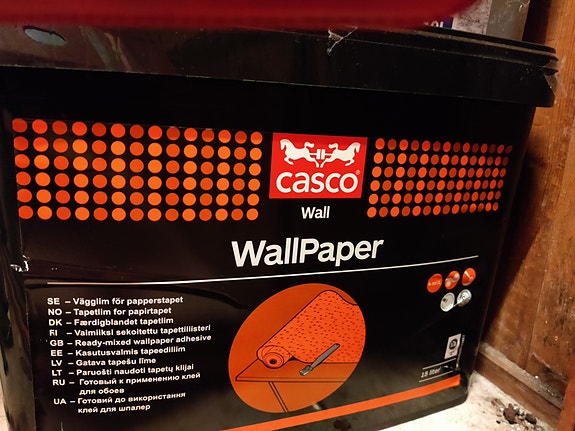 casco®
Wall
WallPaper
SE – Vägglim för papperstapet
NO – Tapetlim for papirtapet
DK – Færdigblandet tapetlim
FI – Valmiiksi sekoitettu tapettiliisteri
GB – Ready-mixed wallpaper adhesive
EE – Kasutusvalmis tapeediliim
LV – Gatava tapešu līme
LT – Paruošti naudoti tapetų klijai
RU – Готовый к применению клей
для обоев
UA – Готовий до використання
клей для шпалер
15 liter